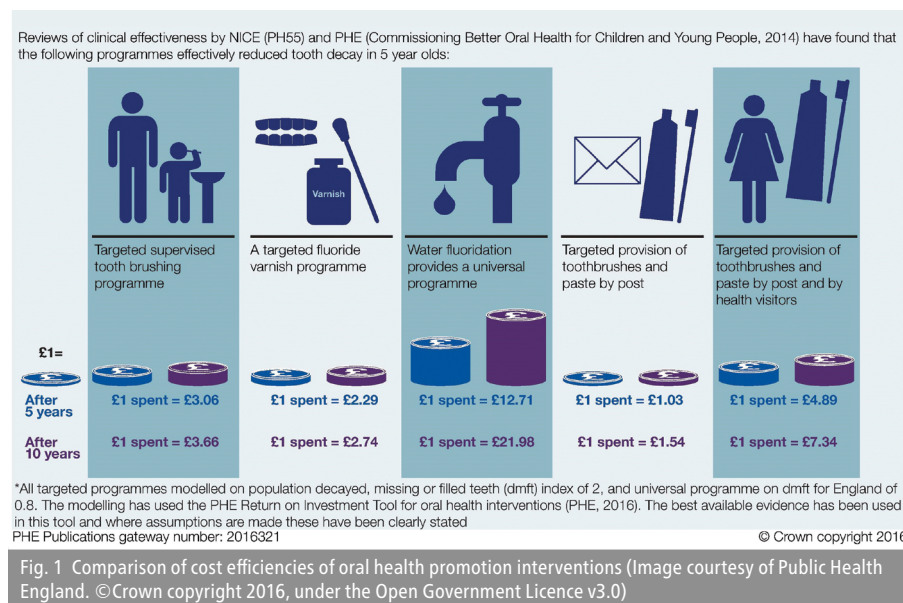 Reviews of clinical effectiveness by NICE (PH55) and PHE (Commissioning Better Oral Health for Children and Young People, 2014) have found that
the following programmes effectively reduced tooth decay in 5 year olds:
Varnish
Targeted supervised
tooth brushing
programme
A targeted fluoride
varnish programme
Water fluoridation
provides a universal
programme
Targeted provision of
toothbrushes and
paste by post
Targeted provision of
toothbrushes and
paste by post and by
health visitors
£1=
£ £ £ £ £ £ £ £ £ £ £
After
5 years
£1 spent = £3.06
£1 spent = £2.29
£1 spent = £12.71
£1 spent = £1.03
£1 spent = £4.89
After
10 years
£1 spent = £3.66
£1 spent = £2.74
£1 spent = £21.98
£1 spent = £1.54
£1 spent = £7.34
*All targeted programmes modelled on population decayed, missing or filled teeth (dmft) index of 2, and universal programme on dmft for England of
0.8. The modelling has used the PHE Return on Investment Tool for oral health interventions (PHE, 2016). The best available evidence has been used
in this tool and where assumptions are made these have been clearly stated
PHE Publications gateway number: 2016321
© Crown copyright 2016
Fig. 1 Comparison of cost efficiencies of oral health promotion interventions (Image courtesy of Public Health
England. ©Crown copyright 2016, under the Open Government Licence v3.0)